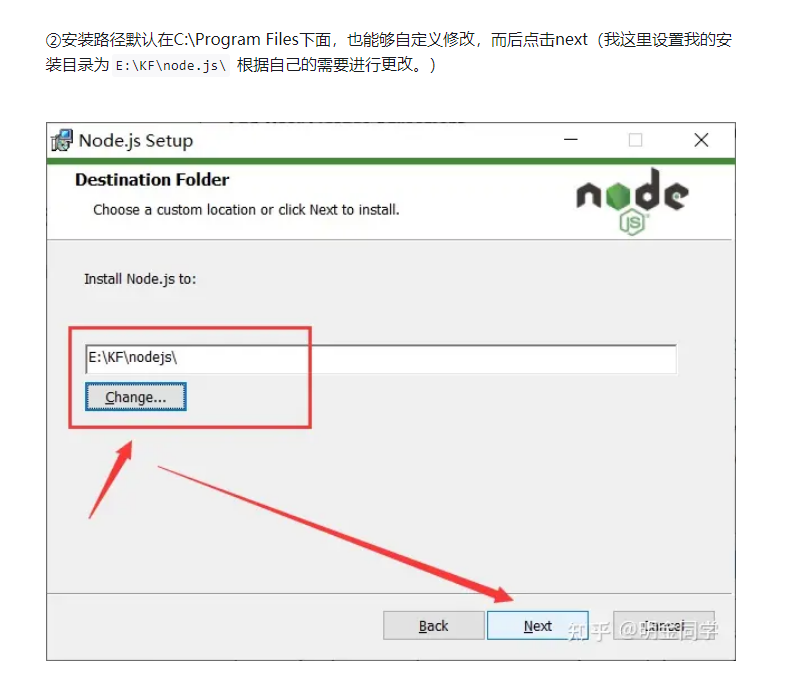 ②安装路径默认在C:\Program Files下面，也能够自定义修改，而后点击next（我这里设置我的安
装目录为 E:\KF\node.js\ 根据自己的需要进行更改。）
Node.js Setup
Destination Folder
Choose a custom location or click Next to install.
node
JS
Install Node.js to:
E:\KF\nodejs\
Change...
Back
Next
Cancel
知乎 @明金同学